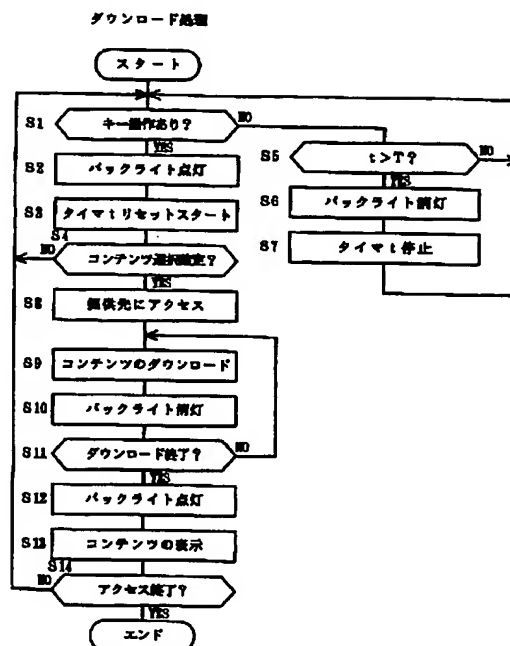 ダウンロード処理
スタート
S1 キー操作あり?
NO
YES
S2 バックライト点灯
S3 タイマtリセットスタート
S4
NO コンテンツ選択確定?
YES
S8 提供先にアクセス
S9 コンテンツのダウンロード
S10 バックライト消灯
S11 ダウンロード終了?
NO
YES
S12 バックライト点灯
S13 コンテンツの表示
S14
NO アクセス終了?
YES
エンド
S5 t>T?
NO
YES
S6 バックライト消灯
S7 タイマt停止